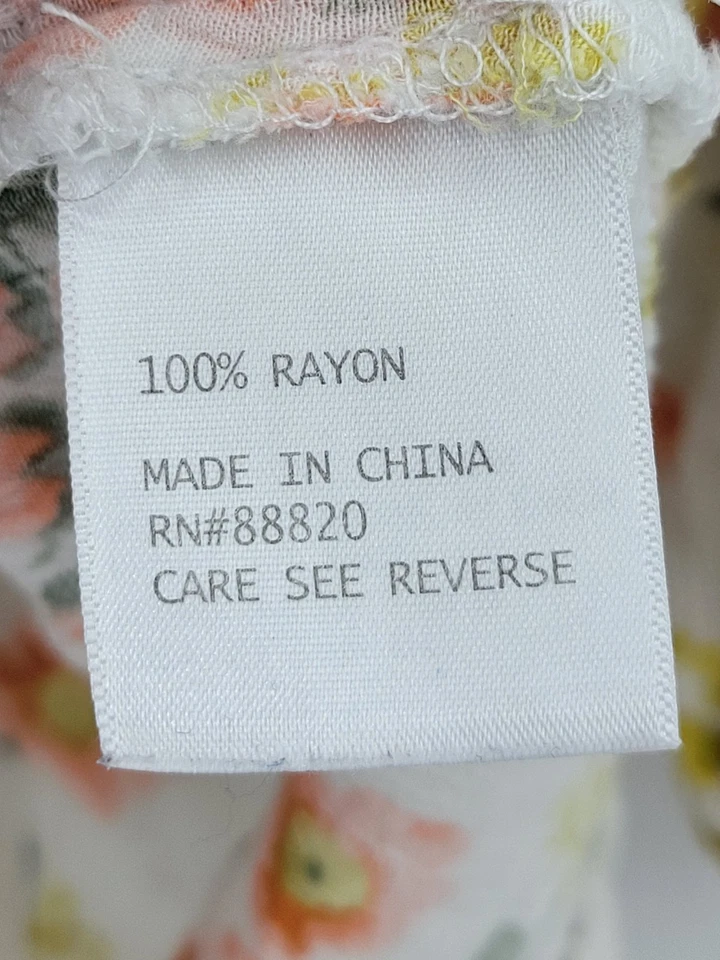 100% RAYON
MADE IN CHINA
RN#88820
CARE SEE REVERSE